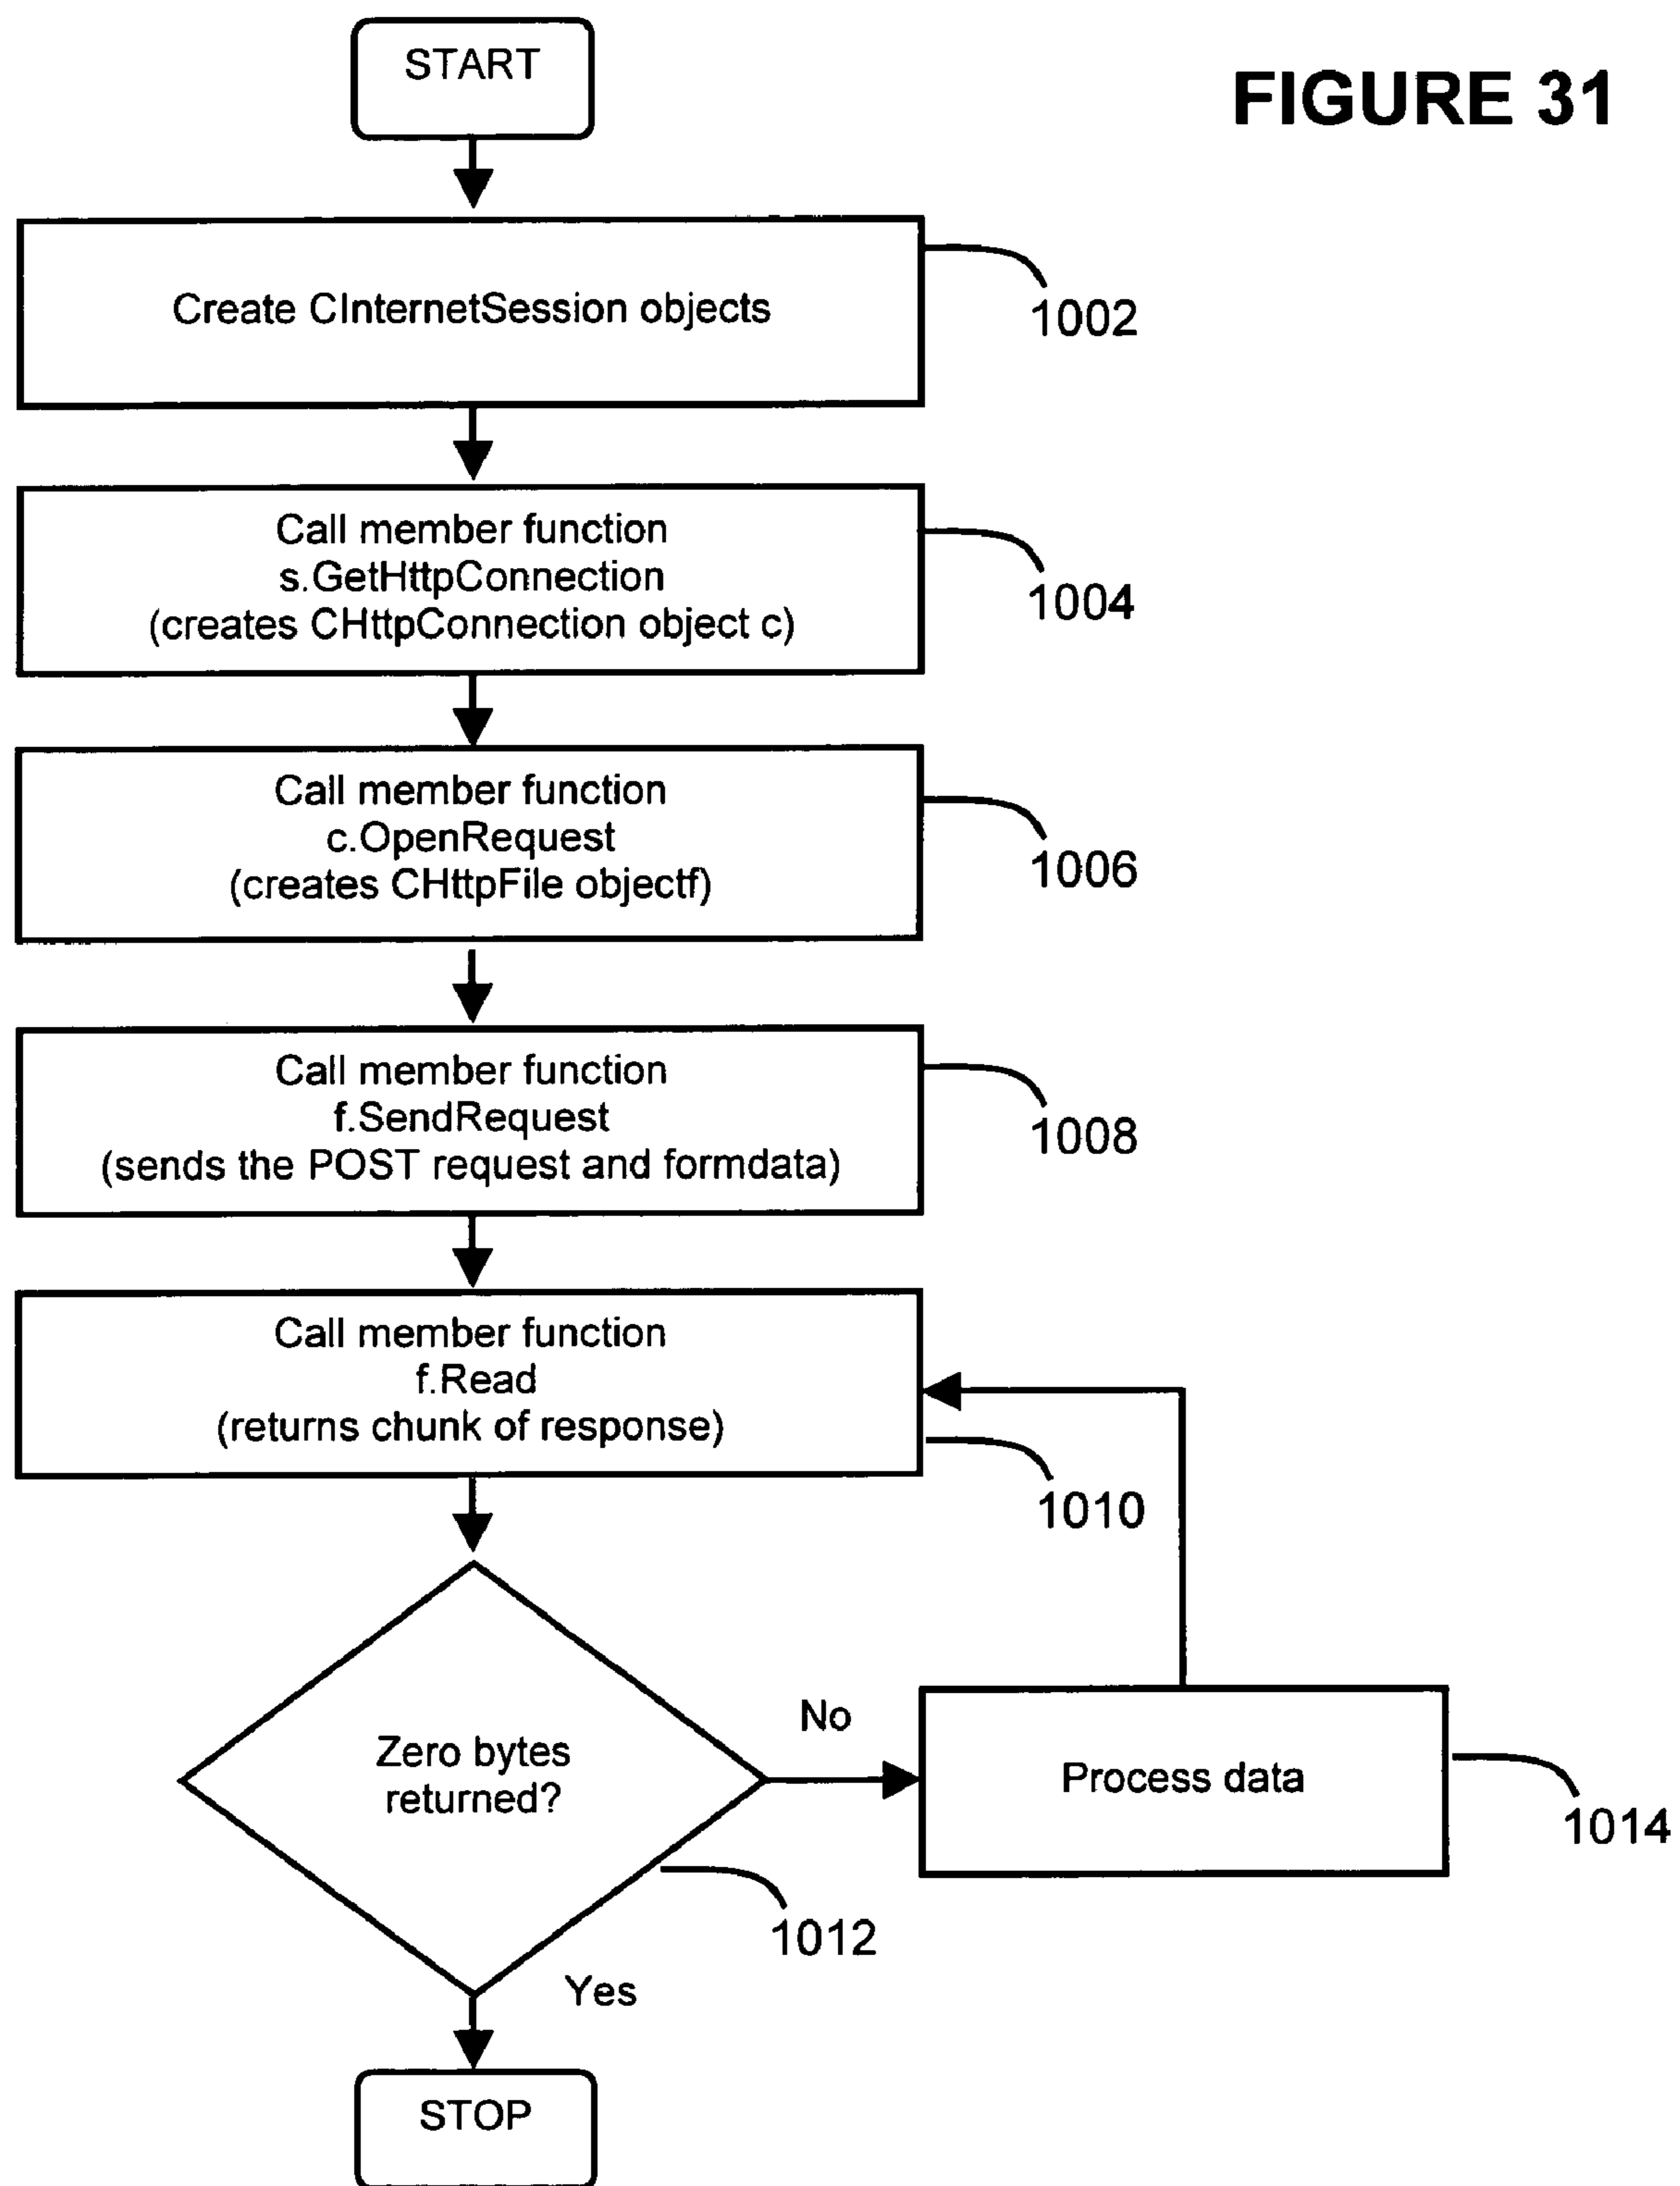 START
FIGURE 31
Create CInternetSession objects
1002
Call member function
s.GetHttpConnection
(creates CHttpConnection object c)
1004
Call member function
c.OpenRequest
(creates CHttpFile objectf)
1006
Call member function
f.SendRequest
(sends the POST request and formdata)
1008
Call member function
f.Read
(returns chunk of response)
1010
Zero bytes
returned?
No
Process data
1014
1012
Yes
STOP